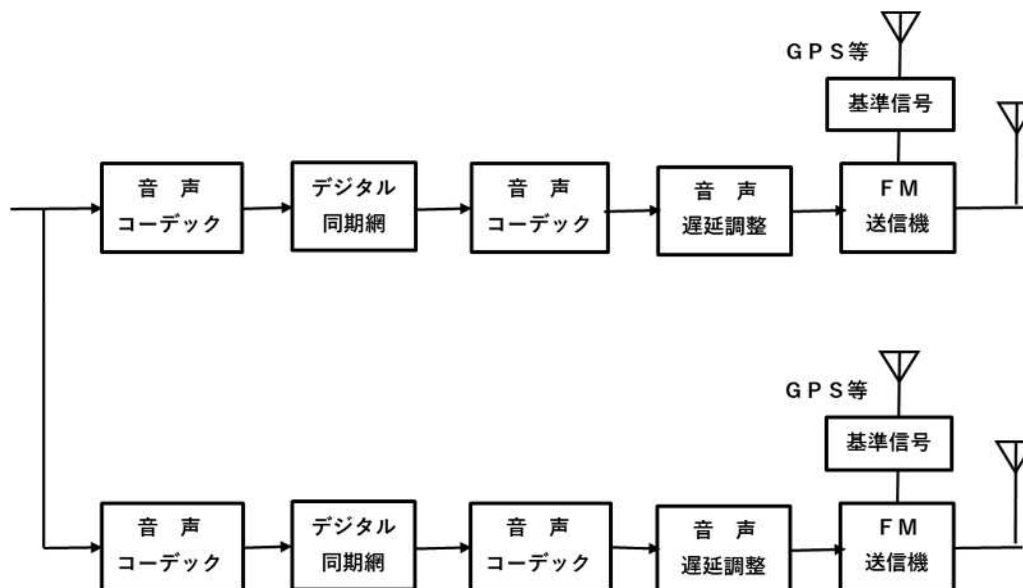 ＧＰＳ等
基準信号
音　声
コーデック
デジタル
同期網
音　声
コーデック
音　声
遅延調整
ＦＭ
送信機
ＧＰＳ等
基準信号
音　声
コーデック
デジタル
同期網
音　声
コーデック
音　声
遅延調整
ＦＭ
送信機